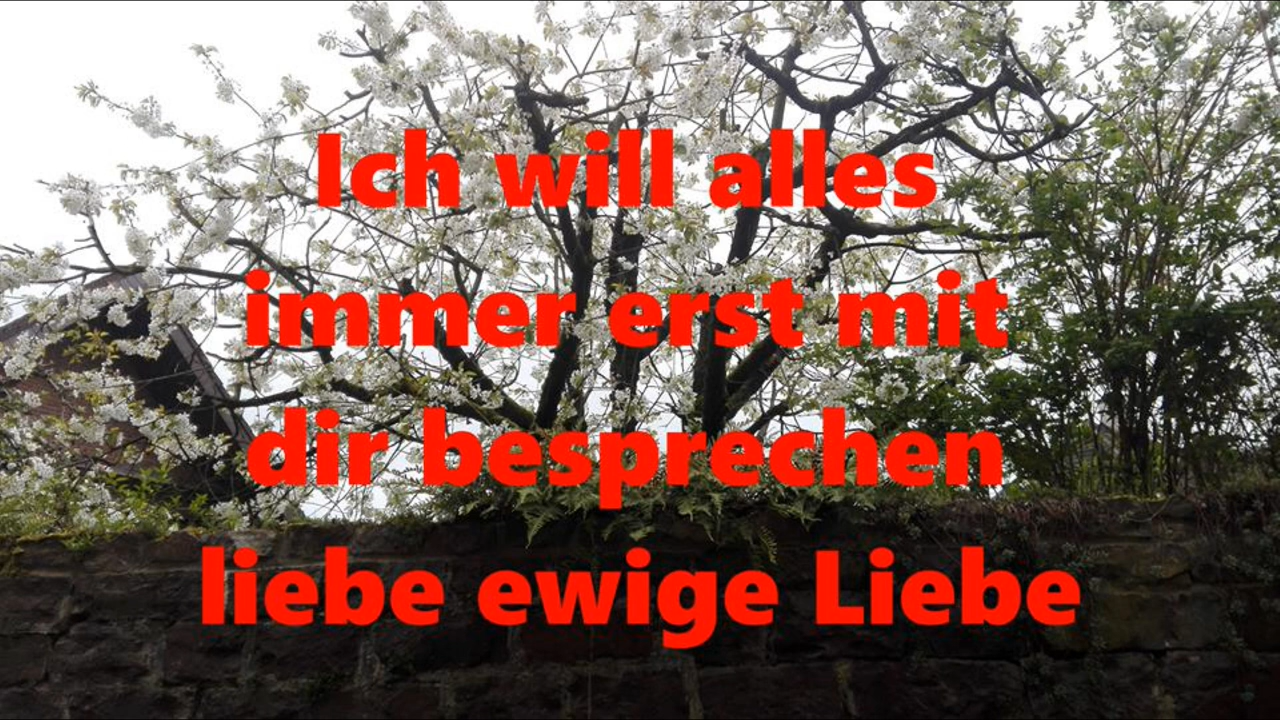 Ich will alles
immer erst mit
dir besprechen
liebe ewige Liebe